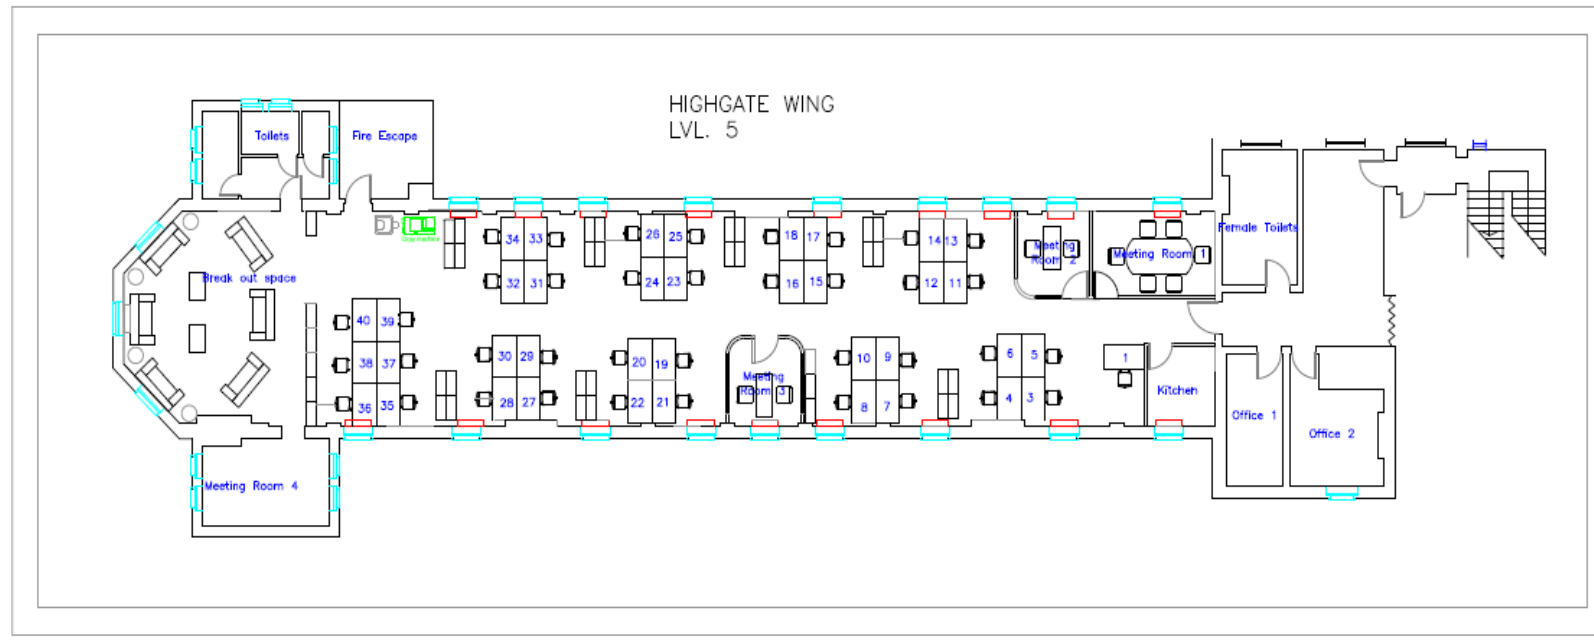 HIGHGATE WING
LVL. 5
Toilets
Fire Escape
Copy machine
34 33
32 31
26 25
24 23
18 17
16 15
14 13
12 11
Meeting
Room 2
Meeting Room 1
Female Toilets
Break out space
40 39
38 37
36 35
30 29
28 27
20 19
22 21
Meeting
Room 3
10 9
8 7
6 5
4 3
1
Kitchen
Office 1
Office 2
Meeting Room 4